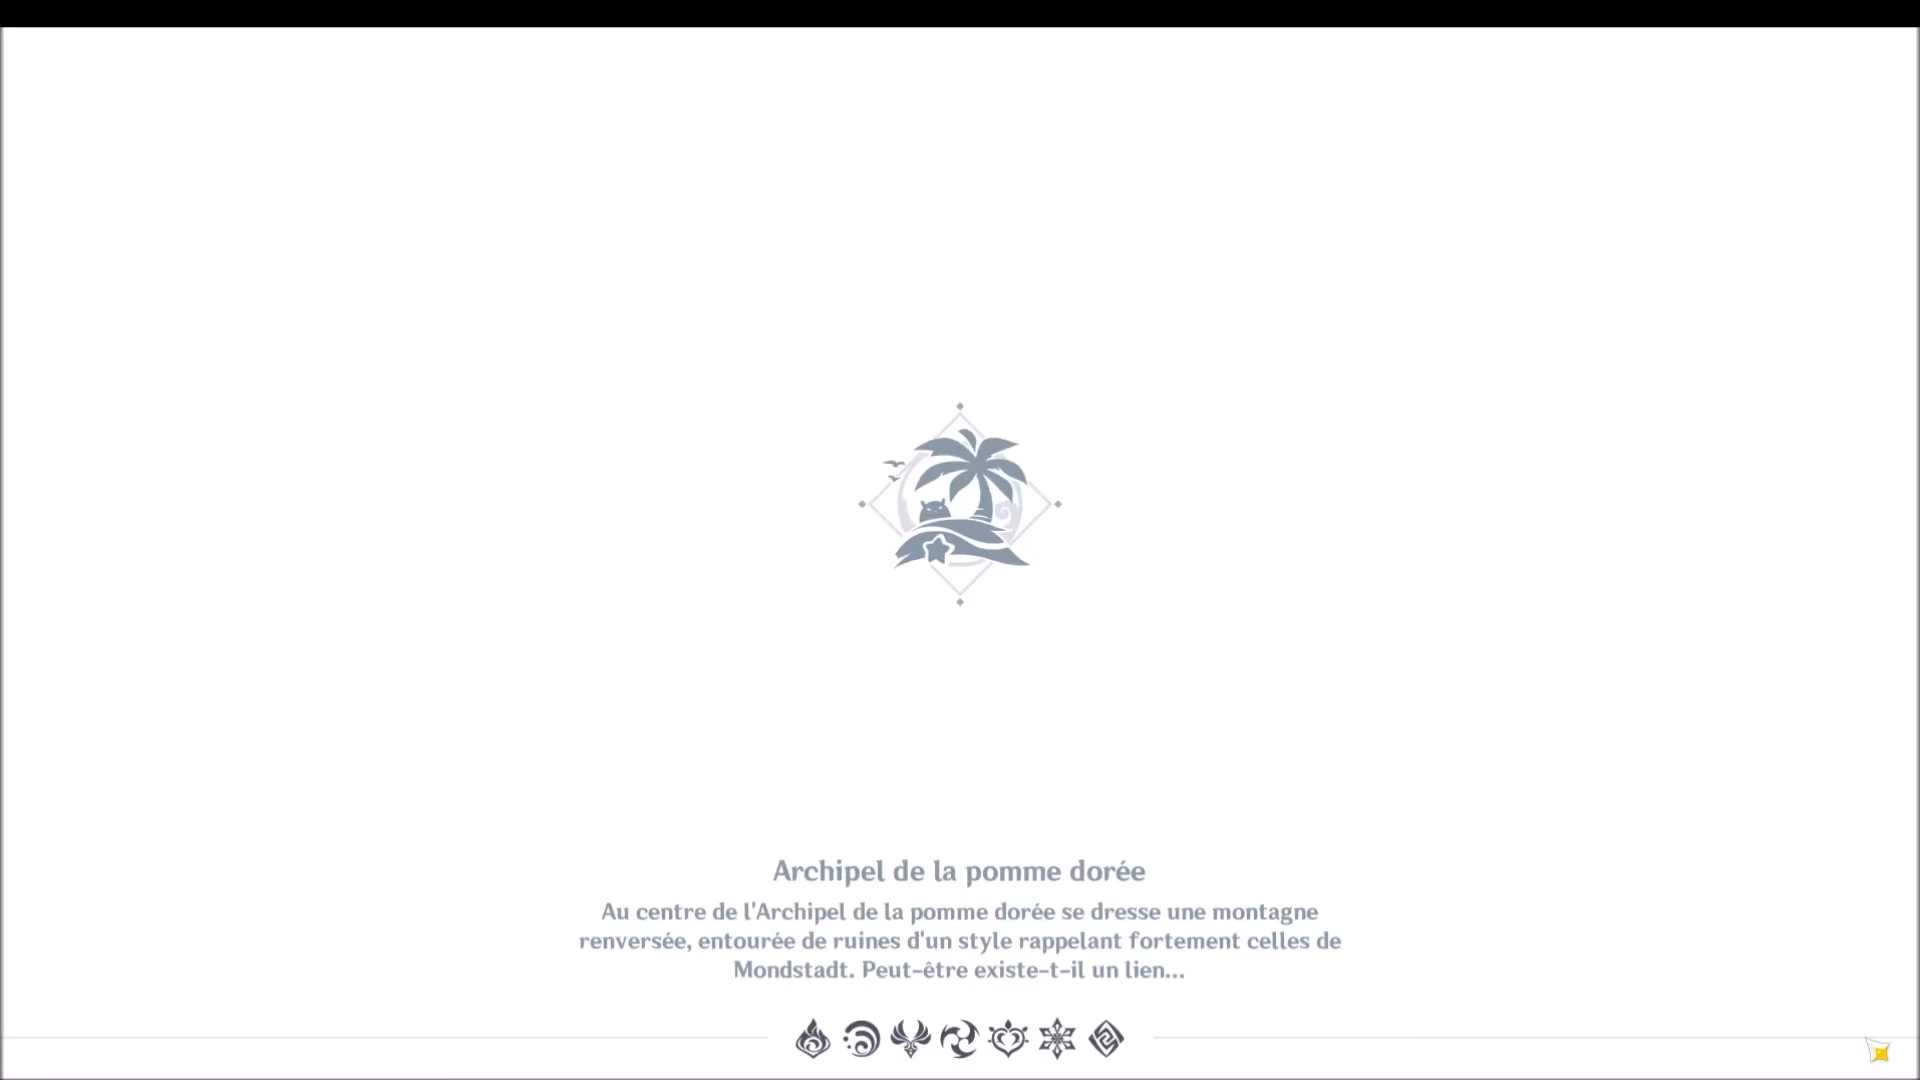 Archipel de la pomme dorée
Au centre de l'Archipel de la pomme dorée se dresse une montagne
renversée, entourée de ruines d'un style rappelant fortement celles de
Mondstadt. Peut-être existe-t-il un lien...